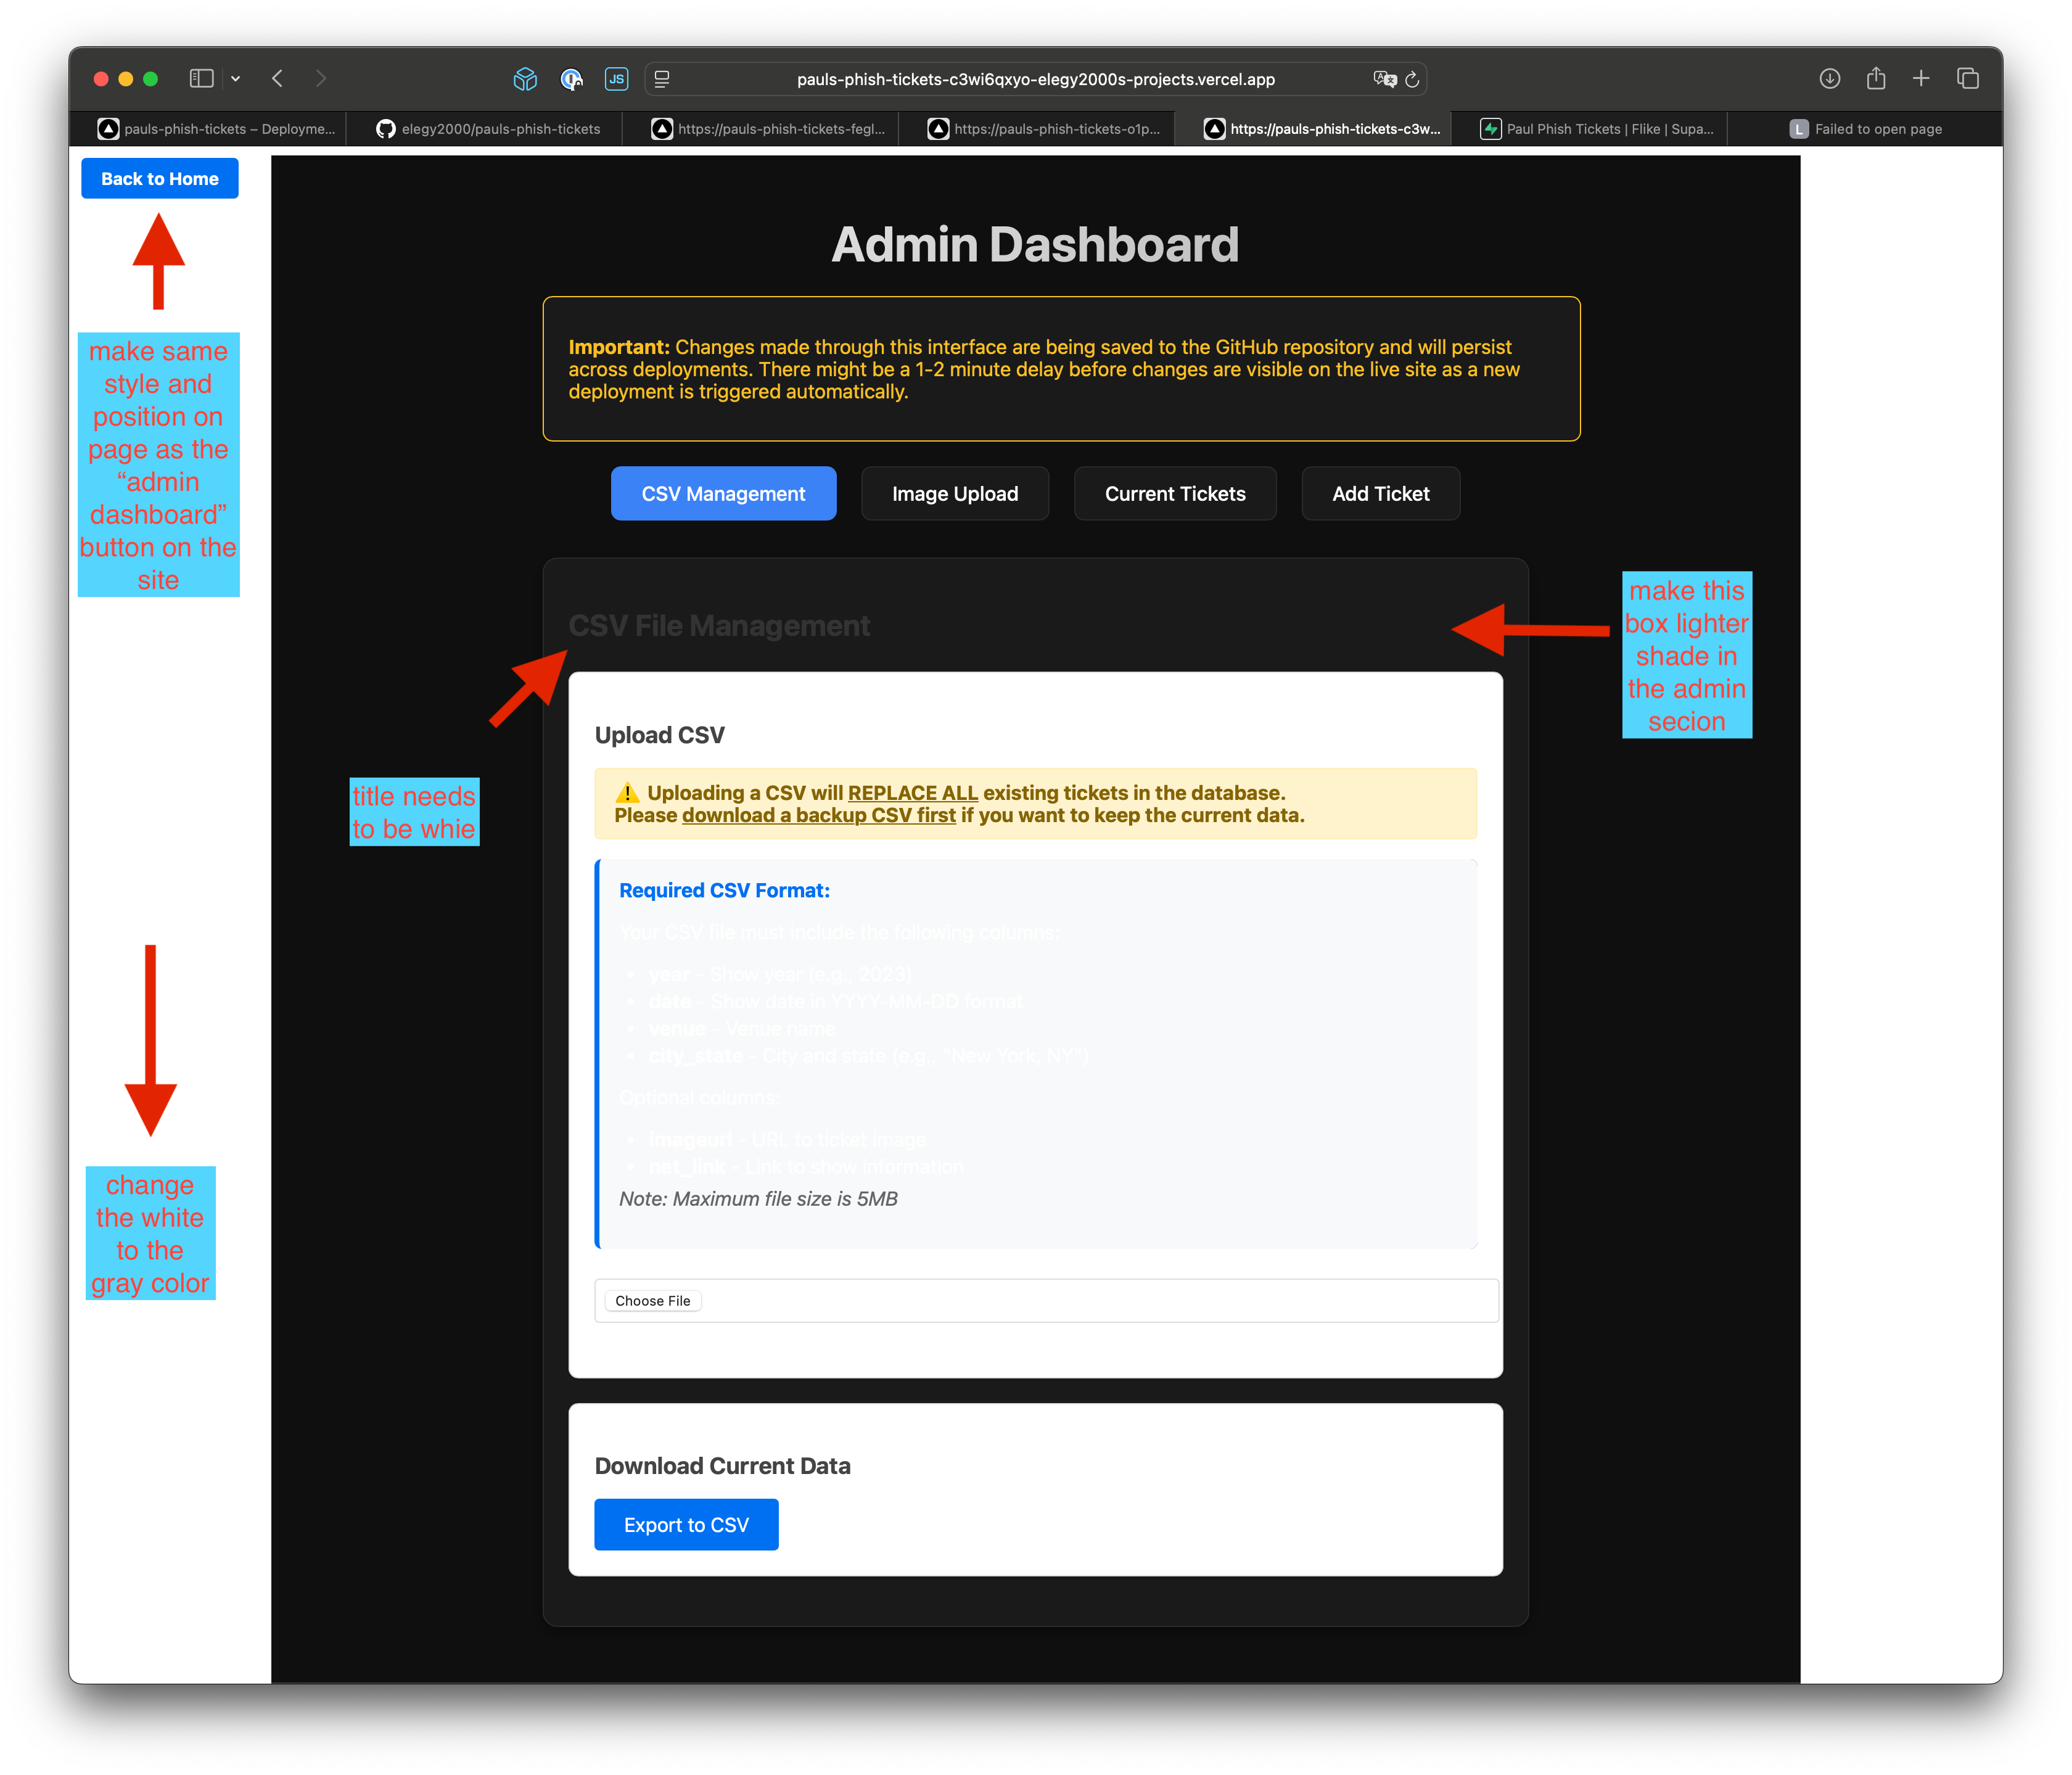 pauls-phish-tickets-c3wi6qxyo-elegy2000s-projects.vercel.app
JS
pauls-phish-tickets – Deployme...
elegy2000/pauls-phish-tickets
https://pauls-phish-tickets-fegl...
https://pauls-phish-tickets-o1p...
https://pauls-phish-tickets-c3w...
Paul Phish Tickets | Flike | Supa...
L Failed to open page
Back to Home
make same
style and
position on
page as the
“admin
dashboard”
button on the
site
Admin Dashboard
Important: Changes made through this interface are being saved to the GitHub repository and will persist
across deployments. There might be a 1-2 minute delay before changes are visible on the live site as a new
deployment is triggered automatically.
CSV Management
Image Upload
Current Tickets
Add Ticket
CSV File Management
make this
box lighter
shade in
the admin
secion
title needs
to be whie
Upload CSV
⚠️ Uploading a CSV will REPLACE ALL existing tickets in the database.
Please download a backup CSV first if you want to keep the current data.
Required CSV Format:
Your CSV file must include the following columns:
• year - Show year (e.g., 2023)
• date - Show date in YYYY-MM-DD format
• venue - Venue name
• city_state - City and state (e.g., "New York, NY")
Optional columns:
• imageurl - URL to ticket image
• net_link - Link to show information
Note: Maximum file size is 5MB
change
the white
to the
gray color
Choose File
Download Current Data
Export to CSV